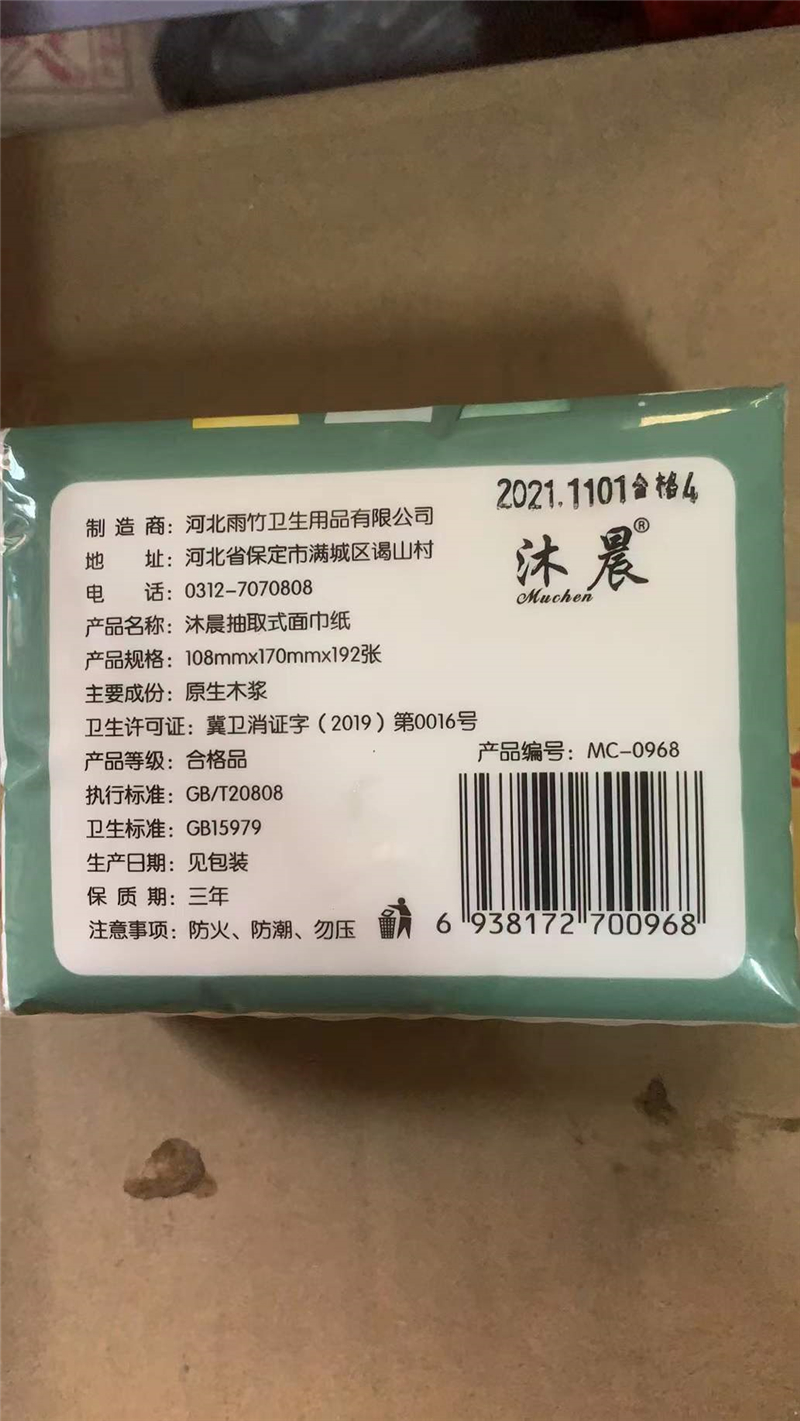 2021.1101合格4
沐晨®
Muchen
制造商：河北雨竹卫生用品有限公司
地址：河北省保定市满城区谒山村
电话：0312-7070808
产品名称：沐晨抽取式面巾纸
产品规格：108mmx170mmx192张
主要成份：原生木浆
卫生许可证：冀卫消证字（2019）第0016号
产品等级：合格品
执行标准：GB/T20808
卫生标准：GB15979
生产日期：见包装
保质期：三年
注意事项：防火、防潮、勿压
产品编号：MC-0968
6 938172 700968